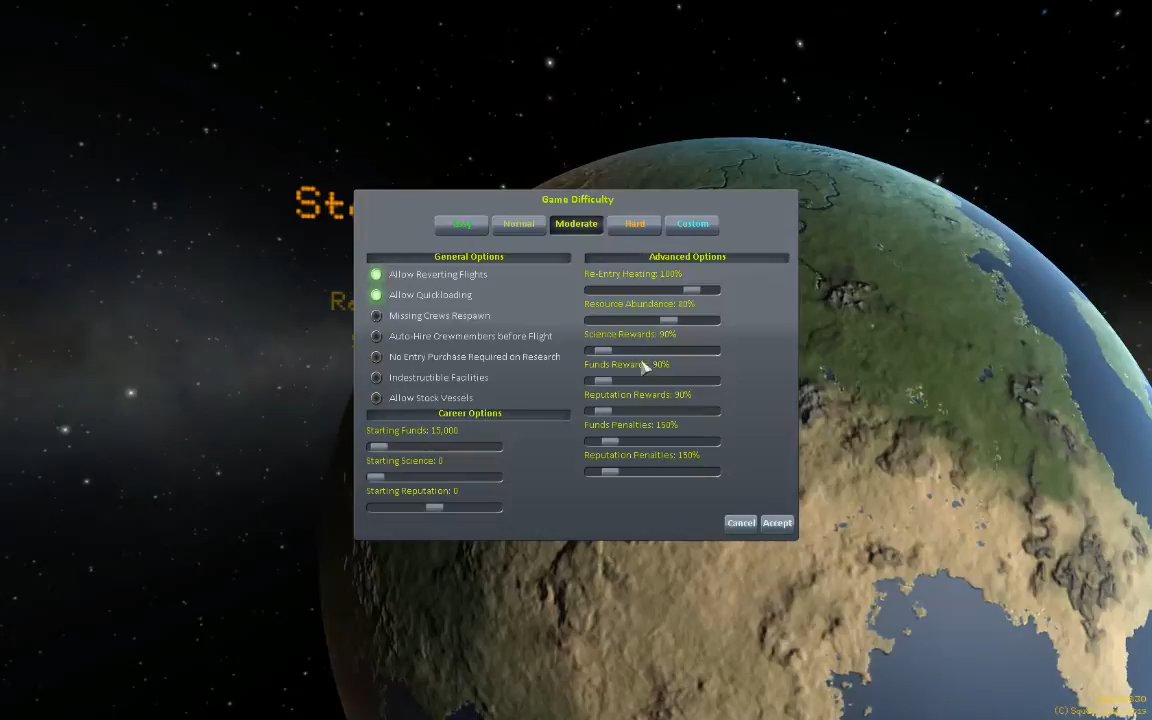 St
Game Difficulty
Easy Normal Moderate Hard Custom
General Options
Allow Reverting Flights
Allow Quickloading
Missing Crews Respawn
Auto-Hire Crewmembers before Flight
No Entry Purchase Required on Research
Indestructible Facilities
Allow Stock Vessels
Career Options
Starting Funds: 15,000
Starting Science: 0
Starting Reputation: 0
Advanced Options
Re-Entry Heating: 100%
Resource Abundance: 80%
Science Rewards: 90%
Funds Reward 90%
Reputation Rewards: 90%
Funds Penalties: 150%
Reputation Penalties: 150%
Cancel Accept
(C)